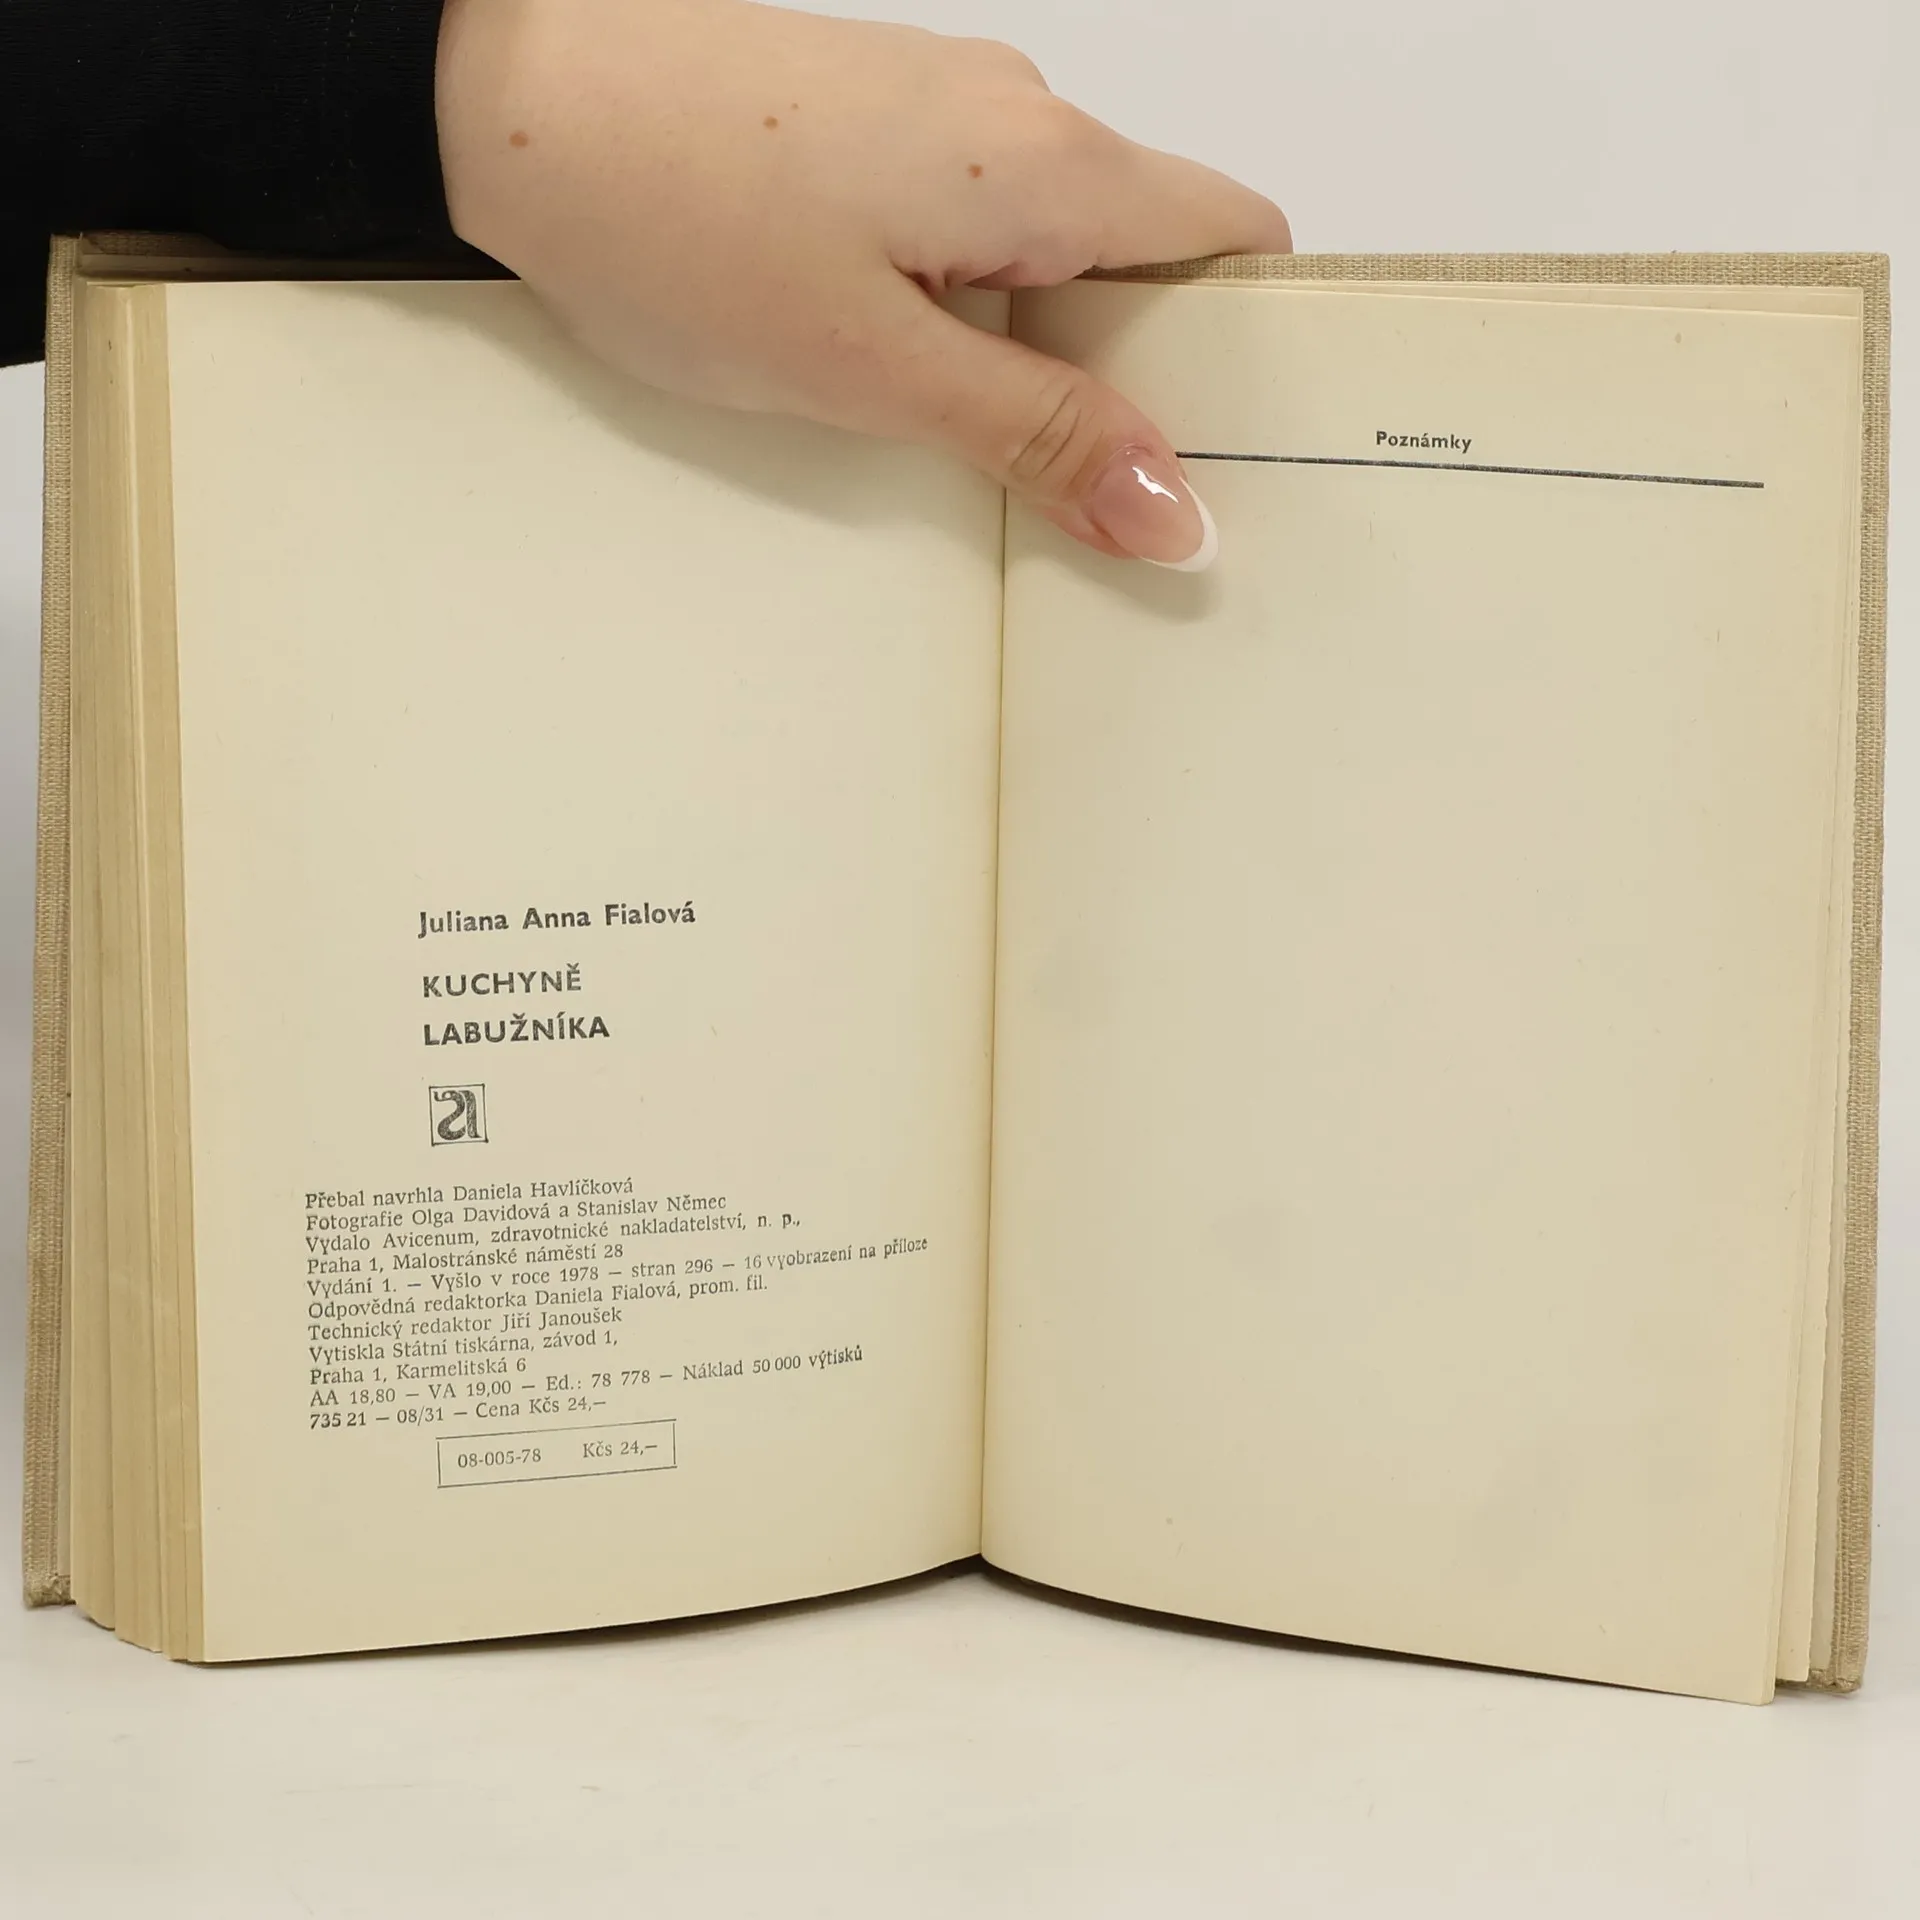 Juliana Anna Fialová
KUCHYNĚ
LABUŽNÍKA
Přebal navrhla Daniela Havlíčková
Fotografie Olga Davidová a Stanislav Němec
Vydalo Avicenum, zdravotnické nakladatelství, n. p.,
Praha 1, Malostránské náměstí 28
Vydání 1. — Vyšlo v roce 1978 — stran 296 — 16 vyobrazení na příloze
Odpovědná redaktorka Daniela Fialová, prom. fil.
Technický redaktor Jiří Janoušek
Vytiskla Státní tiskárna, závod 1,
Praha 1, Karmelitská 6
AA 18,80 — VA 19,00 — Ed.: 78 778 — Náklad 50 000 výtisků
735 21 — 08/31 — Cena Kčs 24,—
08-005-78 Kčs 24,—
Poznámky